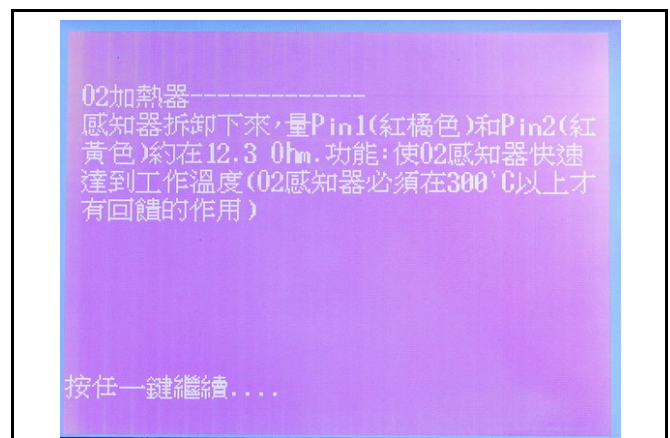 O2加熱器-------------
感知器拆卸下來,量Pin1(紅橘色)和Pin2(紅
黃色)約在12.3 Ohm.功能:使O2感知器快速
達到工作溫度(O2感知器必須在300`C以上才
有回饋的作用)
按任一鍵繼續....